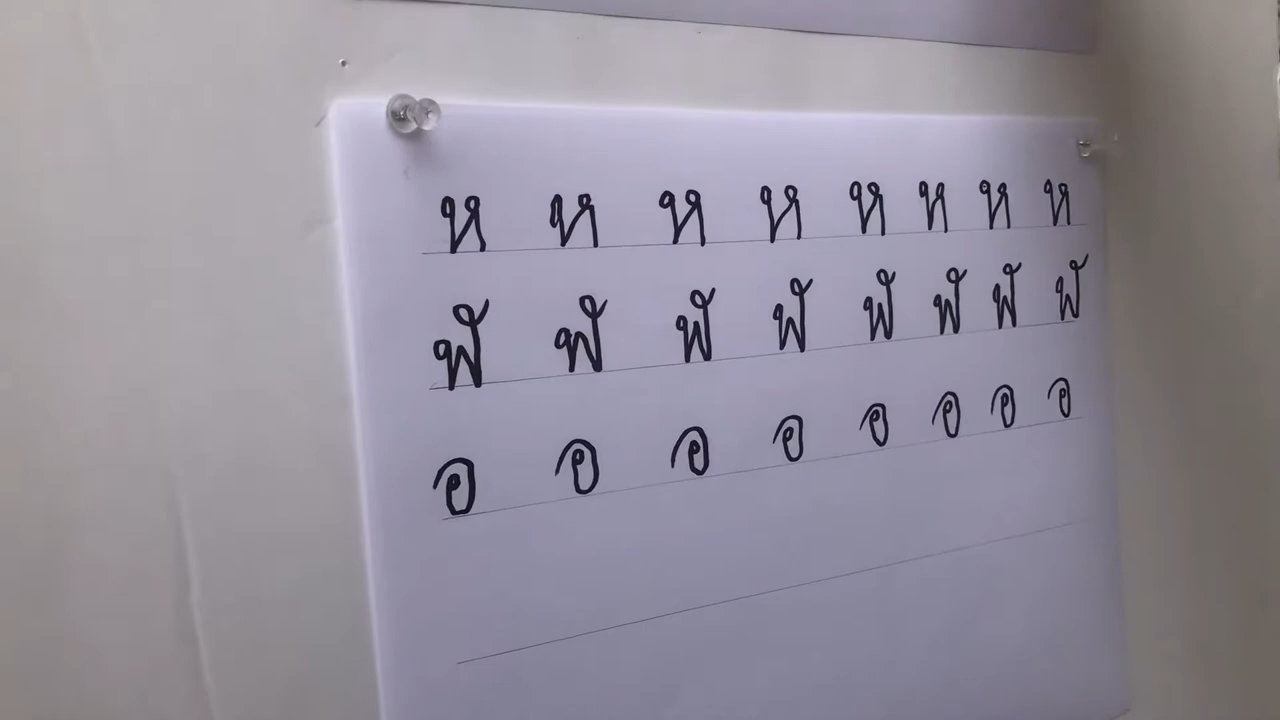 ห ห ห ห ห ห ห ห
ฬ ฬ ฬ ฬ ฬ ฬ ฬ ฬ
อ อ อ อ อ อ อ อ